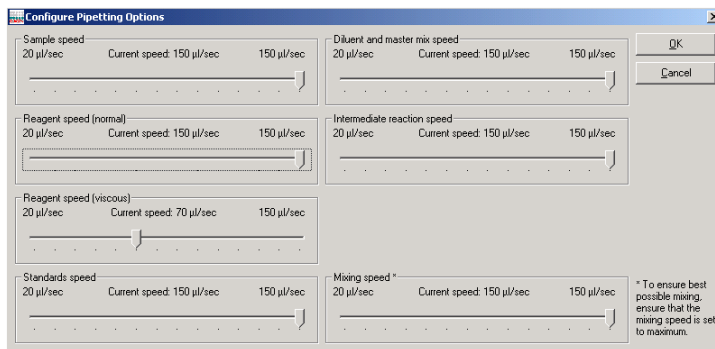 Configure Pipetting Options
Sample speed
20 µl/sec Current speed: 150 µl/sec 150 µl/sec
Diluent and master mix speed
20 µl/sec Current speed: 150 µl/sec 150 µl/sec
OK
Cancel
Reagent speed (normal)
20 µl/sec Current speed: 150 µl/sec 150 µl/sec
Intermediate reaction speed
20 µl/sec Current speed: 150 µl/sec 150 µl/sec
Reagent speed (viscous)
20 µl/sec Current speed: 70 µl/sec 150 µl/sec
Standards speed
20 µl/sec Current speed: 150 µl/sec 150 µl/sec
Mixing speed *
20 µl/sec Current speed: 150 µl/sec 150 µl/sec
* To ensure best
possible mixing,
ensure that the
mixing speed is set
to maximum.